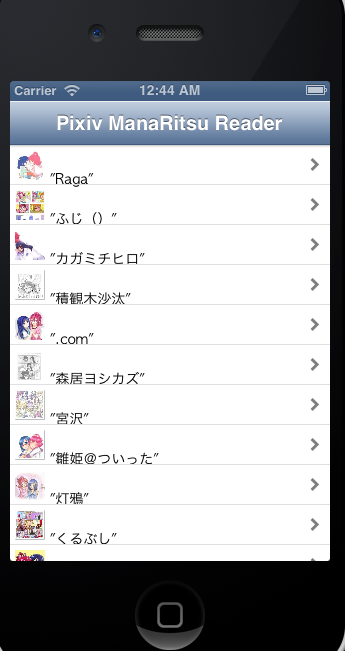 Carrier 12:44 AM
Pixiv ManaRitsu Reader
"Raga"
"ふじ（）"
"カガミチヒロ"
"積観木沙汰"
".com"
"森居ヨシカズ"
"宮沢"
"雛姫@ついった"
"灯鴉"
"くるぶし"